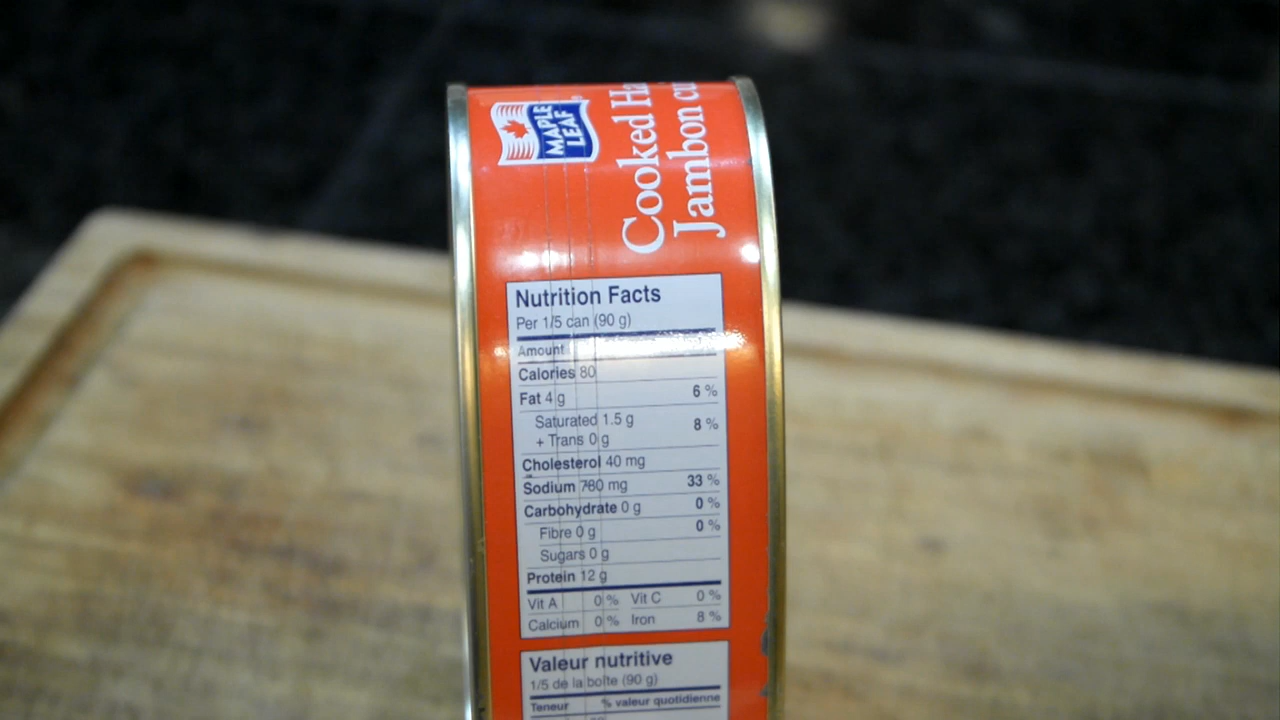 MAPLE
LEAF
Cooked
Jambon
Nutrition Facts
Per 1/5 can (90 g)
Amount
Calories 80
Fat 4 g 6 %
Saturated 1.5 g 8 %
+ Trans 0 g
Cholesterol 40 mg
Sodium 780 mg 33 %
Carbohydrate 0 g 0 %
Fibre 0 g 0 %
Sugars 0 g
Protein 12 g
Vit A 0 % Vit C 0 %
Calcium 0 % Iron 8 %
Valeur nutritive
1/5 de la boîte (90 g)
Teneur % valeur quotidienne